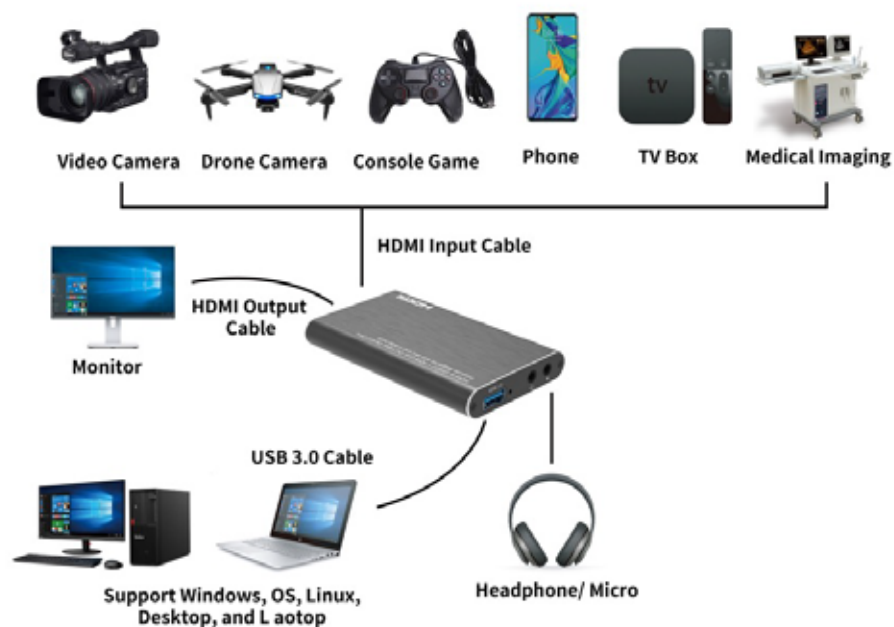 Video Camera
Drone Camera
Console Game
Phone
TV Box
Medical Imaging
tv
HDMI Input Cable
HDMI Output
Cable
Monitor
USB 3.0 Cable
Support Windows, OS, Linux,
Desktop, and L aotop
Headphone/ Micro